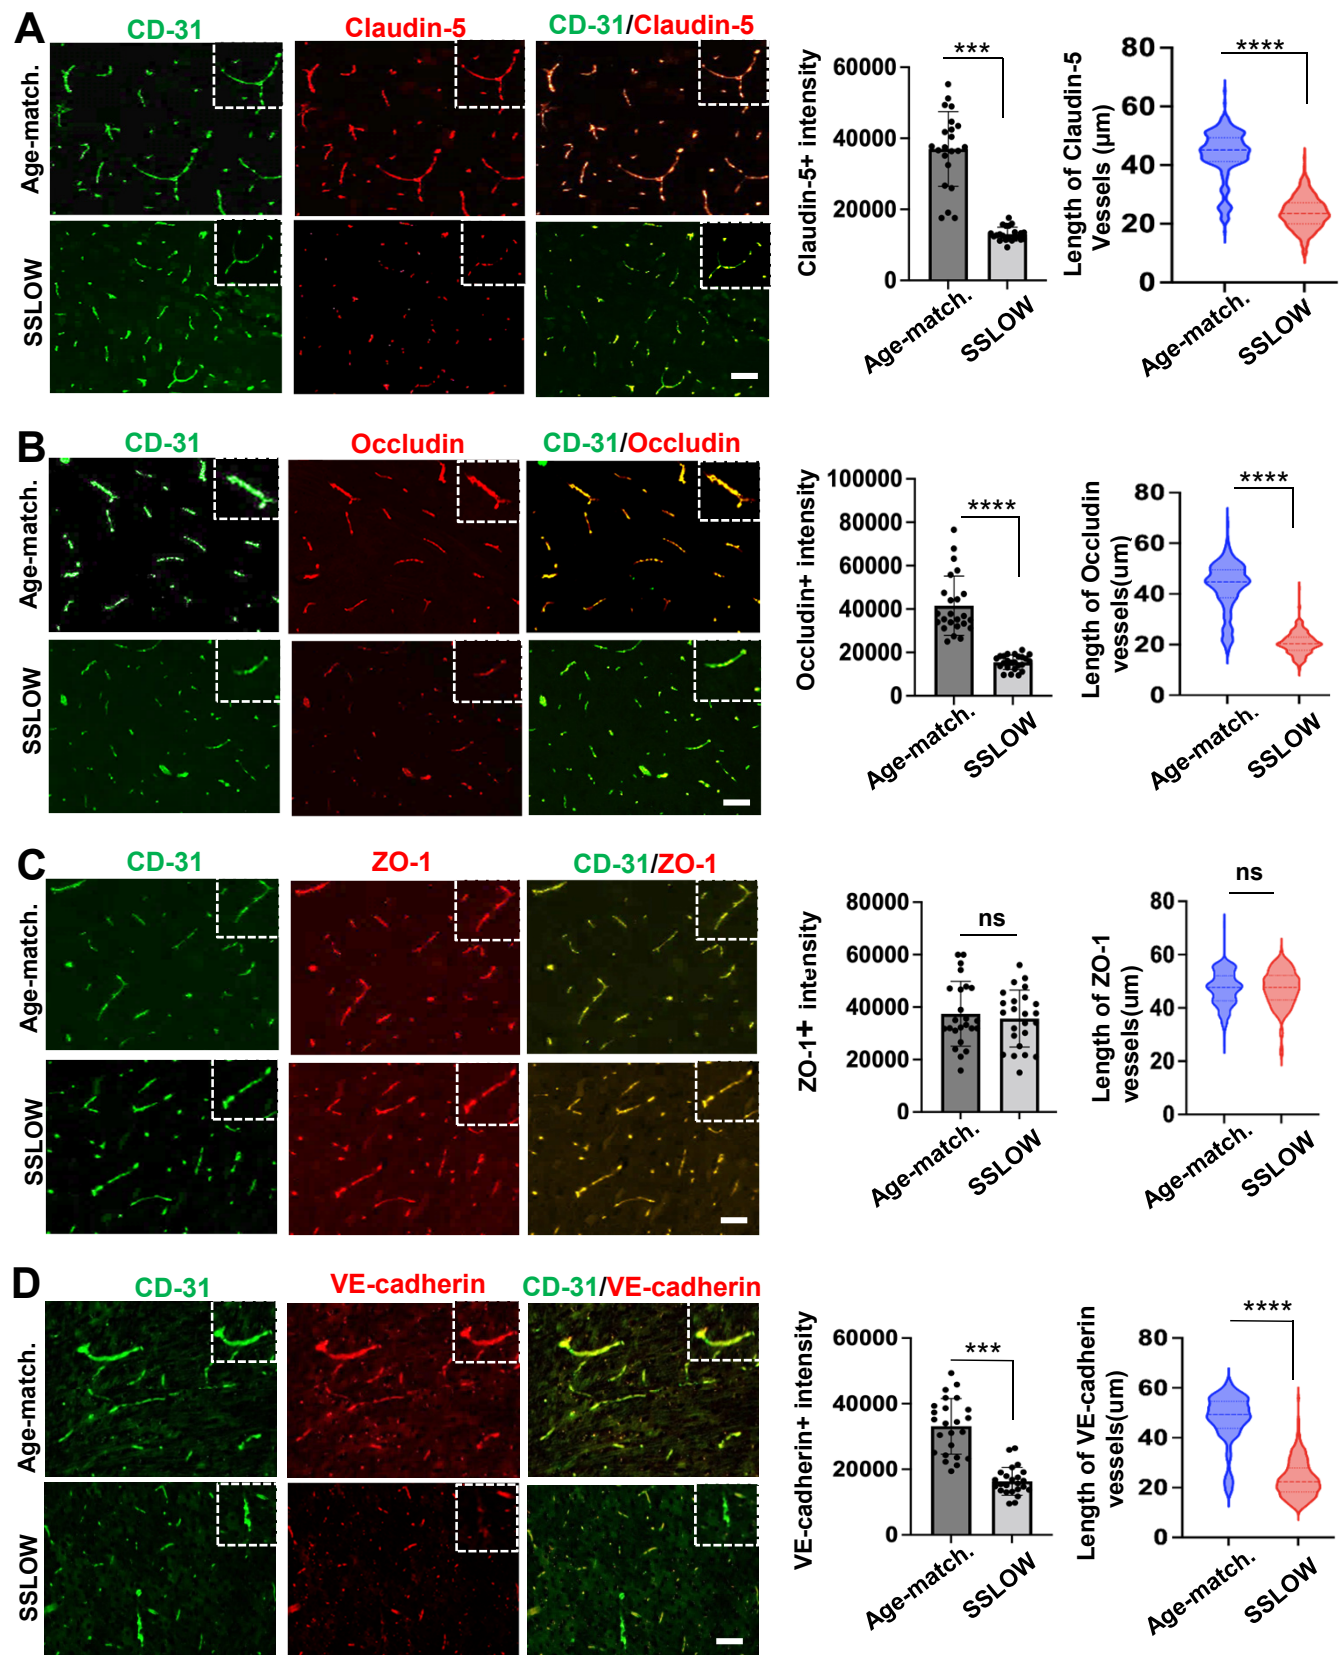 A
CD-31
Claudin-5
CD-31/Claudin-5
Age-match.
SSLOW
Claudin-5+ intensity
60000
40000
20000
0
***
Age-match.
SSLOW
Length of Claudin-5
Vessels (μm)
80
60
40
20
0
****
Age-match.
SSLOW
B
CD-31
Occludin
CD-31/Occludin
Age-match.
SSLOW
Occludin+ intensity
100000
80000
60000
40000
20000
0
****
Age-match.
SSLOW
Length of Occludin
vessels(um)
80
60
40
20
0
****
Age-match.
SSLOW
C
CD-31
ZO-1
CD-31/ZO-1
Age-match.
SSLOW
ZO-1+ intensity
80000
60000
40000
20000
0
ns
Age-match.
SSLOW
Length of ZO-1
vessels(um)
80
60
40
20
0
ns
Age-match.
SSLOW
D
CD-31
VE-cadherin
CD-31/VE-cadherin
Age-match.
SSLOW
VE-cadherin+ intensity
60000
40000
20000
0
***
Age-match.
SSLOW
Length of VE-cadherin
vessels(um)
80
60
40
20
0
****
Age-match.
SSLOW